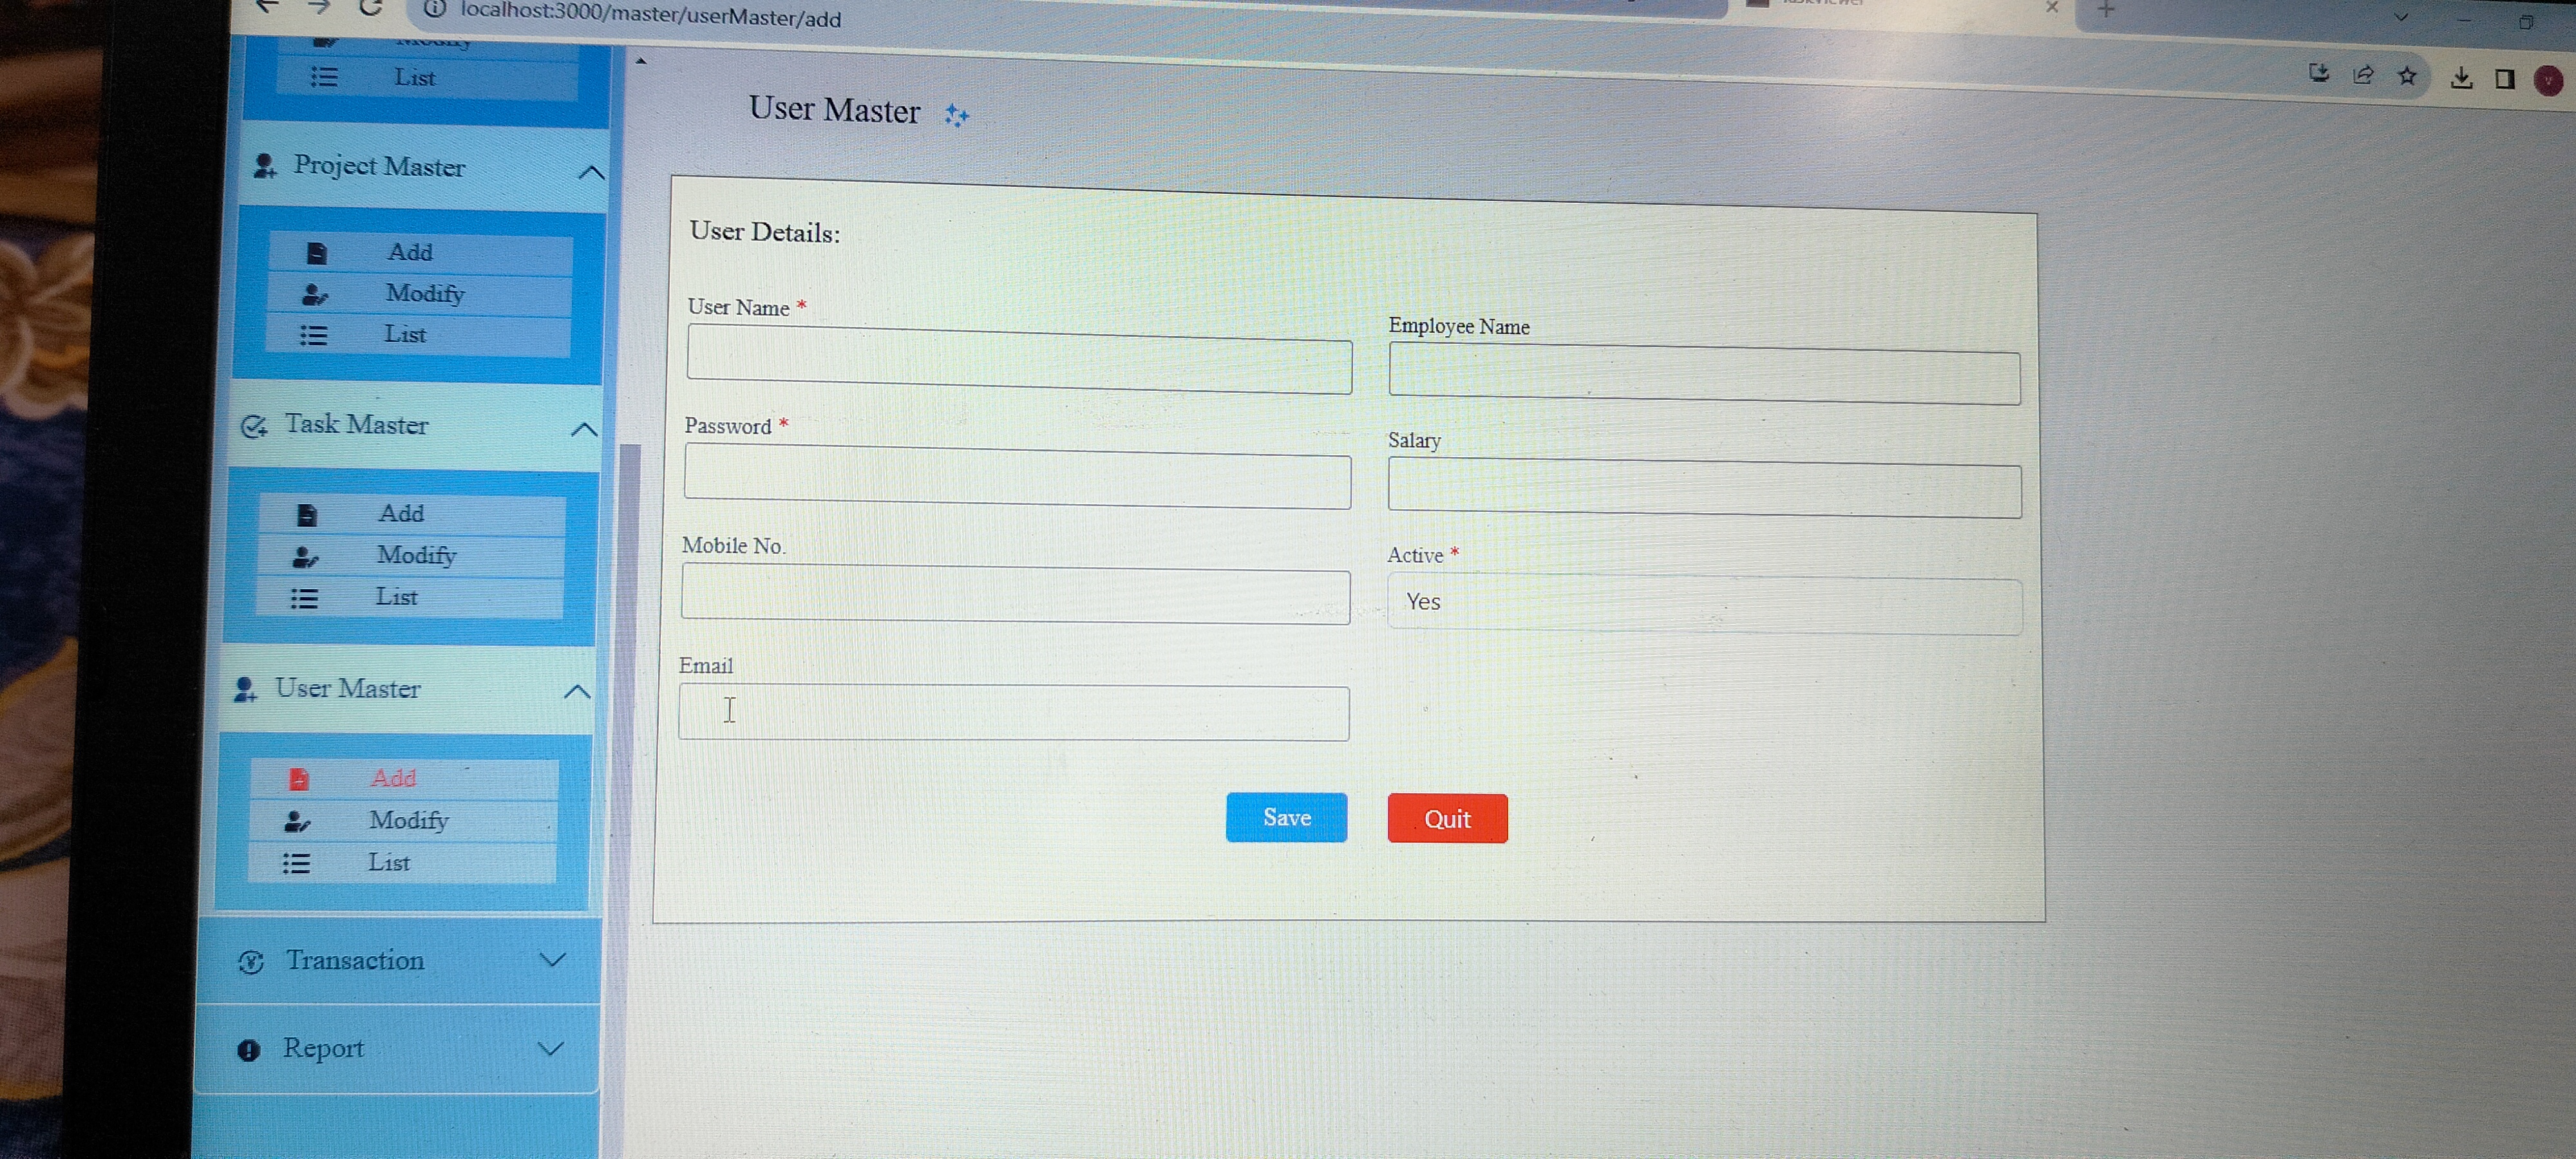 localhost:3000/master/userMaster/add
List
Project Master
Add
Modify
List
Task Master
Add
Modify
List
User Master
Add
Modify
List
Transaction
Report
User Master
User Details:
User Name *
Employee Name
Password *
Salary
Mobile No.
Active *
Yes
Email
Save
Quit